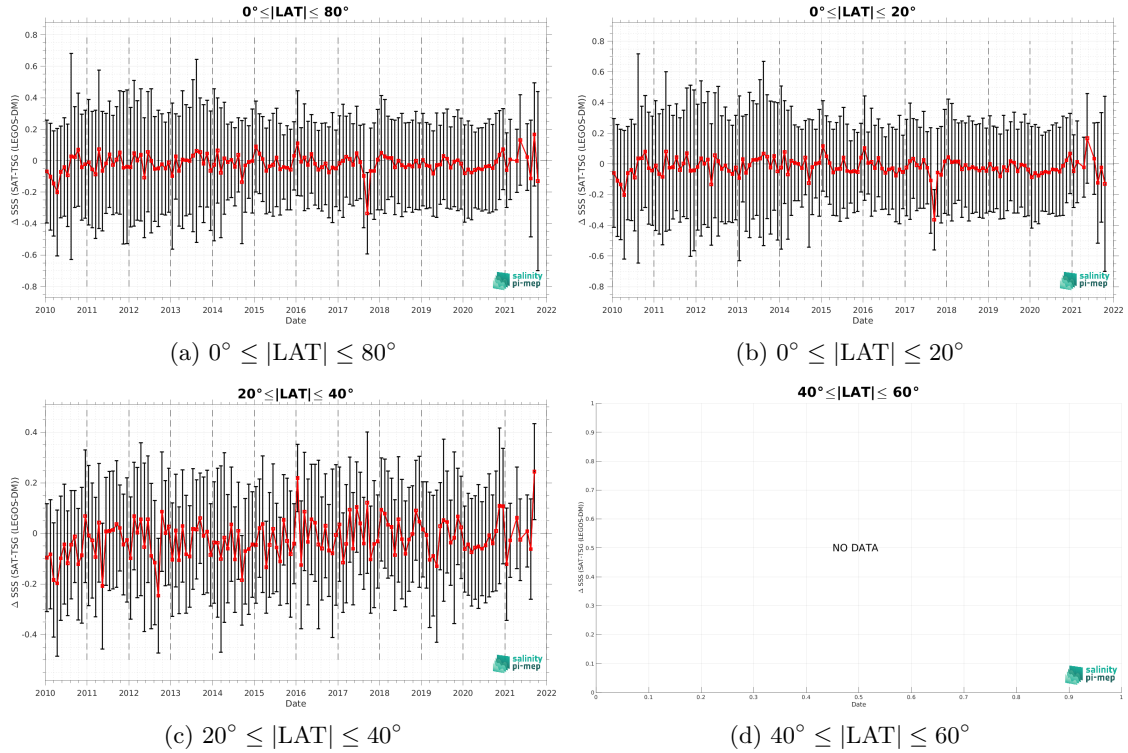 0°≤|LAT|≤ 80°
0.8
0.6
0.4
0.2
0
-0.2
-0.4
-0.6
-0.8
Δ SSS (SAT-TSG (LEGOS-DM))
2010 2011 2012 2013 2014 2015 2016 2017 2018 2019 2020 2021 2022
Date
salinity
pi-mep
(a) 0° ≤ |LAT| ≤ 80°
0°≤|LAT|≤ 20°
0.8
0.6
0.4
0.2
0
-0.2
-0.4
-0.6
-0.8
Δ SSS (SAT-TSG (LEGOS-DM))
2010 2011 2012 2013 2014 2015 2016 2017 2018 2019 2020 2021 2022
Date
salinity
pi-mep
(b) 0° ≤ |LAT| ≤ 20°
20°≤|LAT|≤ 40°
0.4
0.2
0
-0.2
-0.4
Δ SSS (SAT-TSG (LEGOS-DM))
2010 2011 2012 2013 2014 2015 2016 2017 2018 2019 2020 2021 2022
Date
salinity
pi-mep
(c) 20° ≤ |LAT| ≤ 40°
40°≤|LAT|≤ 60°
1
0.9
0.8
0.7
0.6
0.5
0.4
0.3
0.2
0.1
0
Δ SSS (SAT-TSG (LEGOS-DM))
NO DATA
0 0.1 0.2 0.3 0.4 0.5 0.6 0.7 0.8 0.9 1
Date
salinity
pi-mep
(d) 40° ≤ |LAT| ≤ 60°